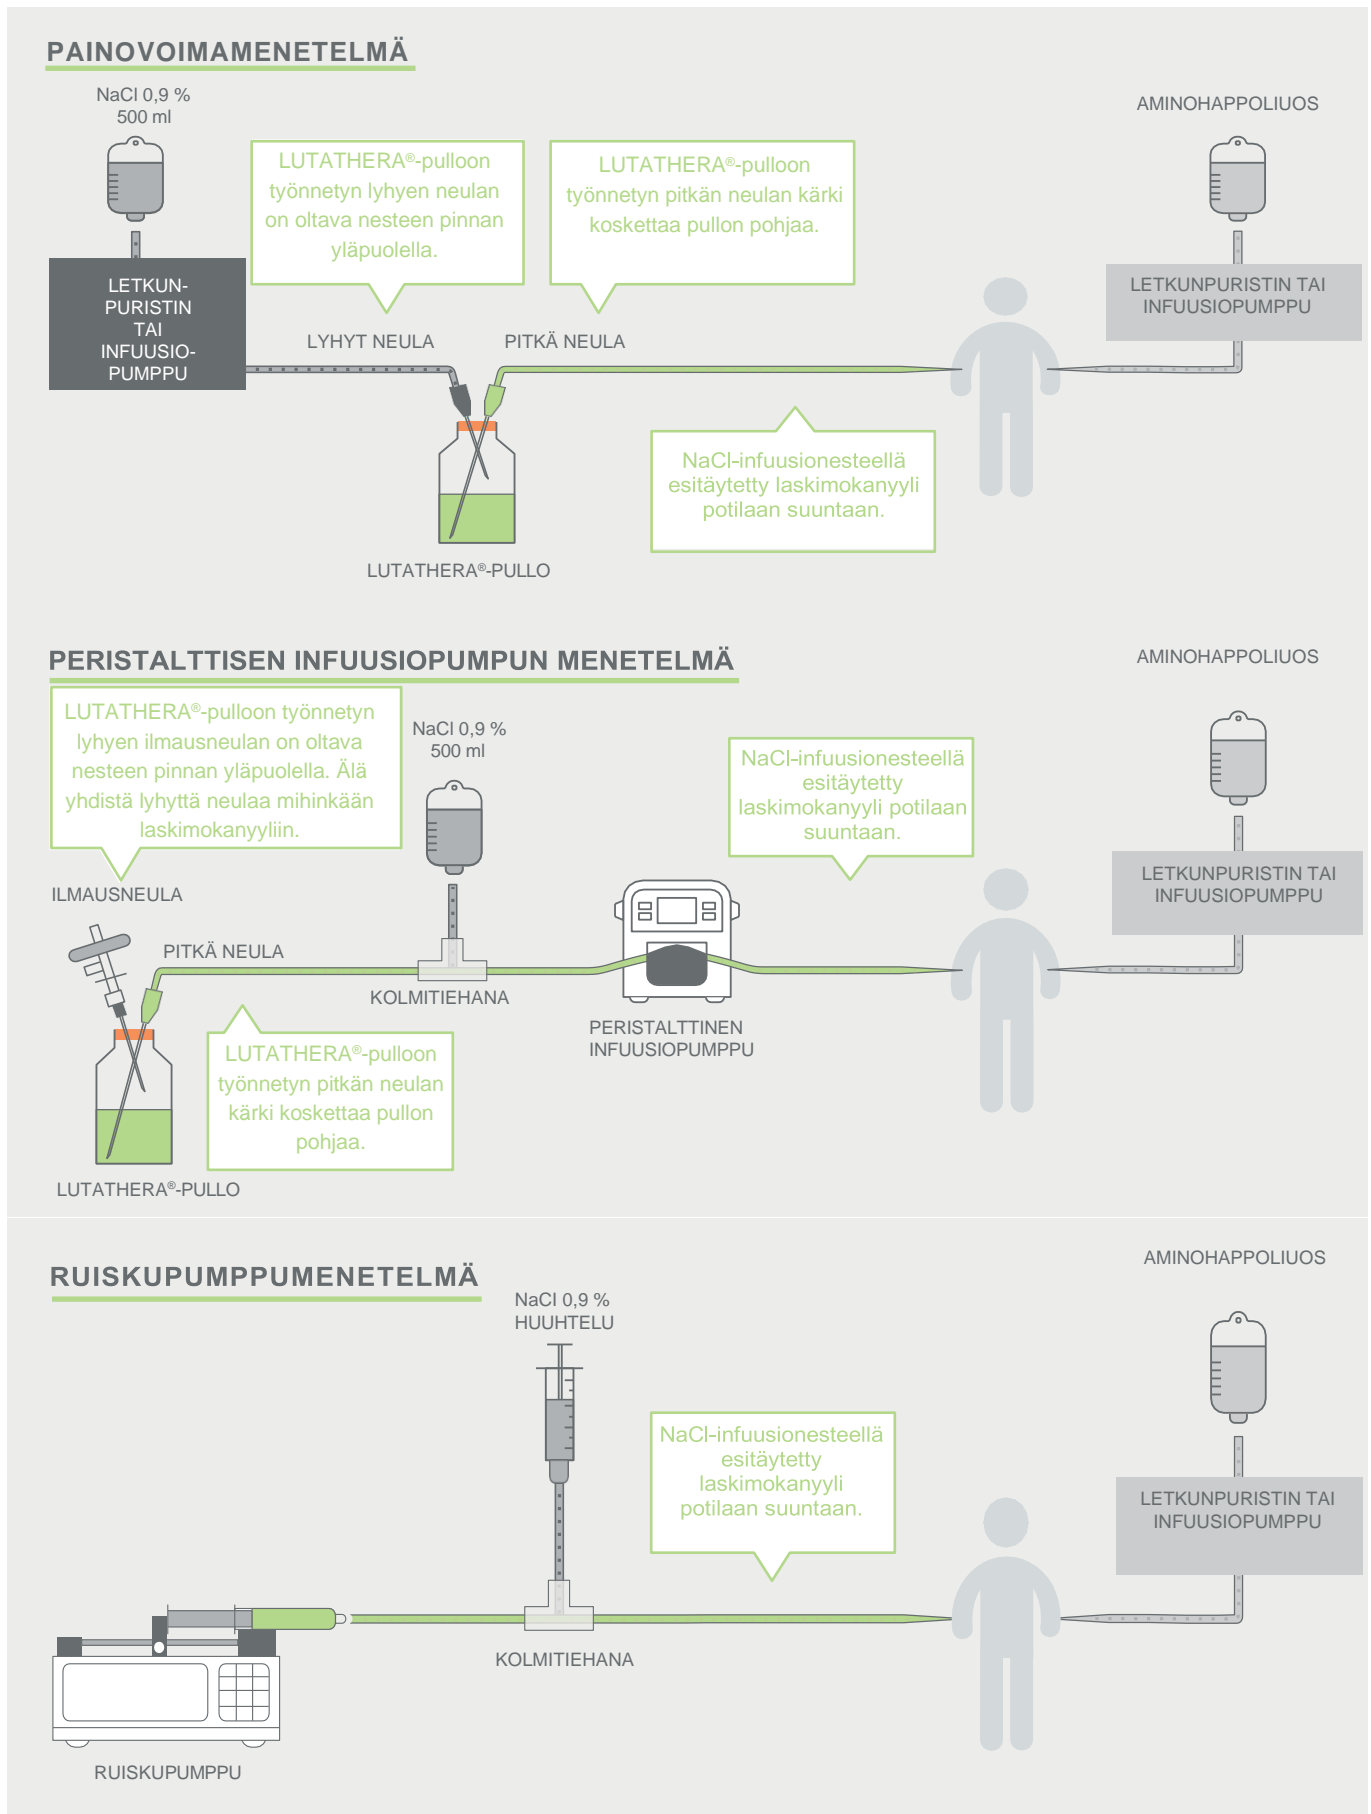 PAINOVOIMAMENETELMÄ
NaCl 0,9 %
500 ml
AMINOHAPPOLIUOS
LUTATHERA®-pulloon
työnnetyn lyhyen neulan
on oltava nesteen pinnan
yläpuolella.
LUTATHERA®-pulloon
työnnetyn pitkän neulan kärki
koskettaa pullon pohjaa.
LETKUN-
PURISTIN
TAI
INFUUSIO-
PUMPPU
LETKUNPURISTIN TAI
INFUUSIOPUMPPU
LYHYT NEULA
PITKÄ NEULA
NaCl-infuusionesteellä
esitäytetty laskimokanyyli
potilaan suuntaan.
LUTATHERA®-PULLO
PERISTALTTISEN INFUUSIOPUMPUN MENETELMÄ
AMINOHAPPOLIUOS
LUTATHERA®-pulloon työnnetyn
lyhyen ilmausneulan on oltava
nesteen pinnan yläpuolella. Älä
yhdistä lyhyttä neulaa mihinkään
laskimokanyyliin.
NaCl 0,9 %
500 ml
NaCl-infuusionesteellä
esitäytetty
laskimokanyyli potilaan
suuntaan.
LETKUNPURISTIN TAI
INFUUSIOPUMPPU
ILMAUSNEULA
PITKÄ NEULA
KOLMITIEHANA
PERISTALTTINEN
INFUUSIOPUMPPU
LUTATHERA®-pulloon
työnnetyn pitkän neulan
kärki koskettaa pullon
pohjaa.
LUTATHERA®-PULLO
RUISKUPUMPPUMENETELMÄ
AMINOHAPPOLIUOS
NaCl 0,9 %
HUUHTELU
NaCl-infuusionesteellä
esitäytetty
laskimokanyyli
potilaan suuntaan.
LETKUNPURISTIN TAI
INFUUSIOPUMPPU
KOLMITIEHANA
RUISKUPUMPPU